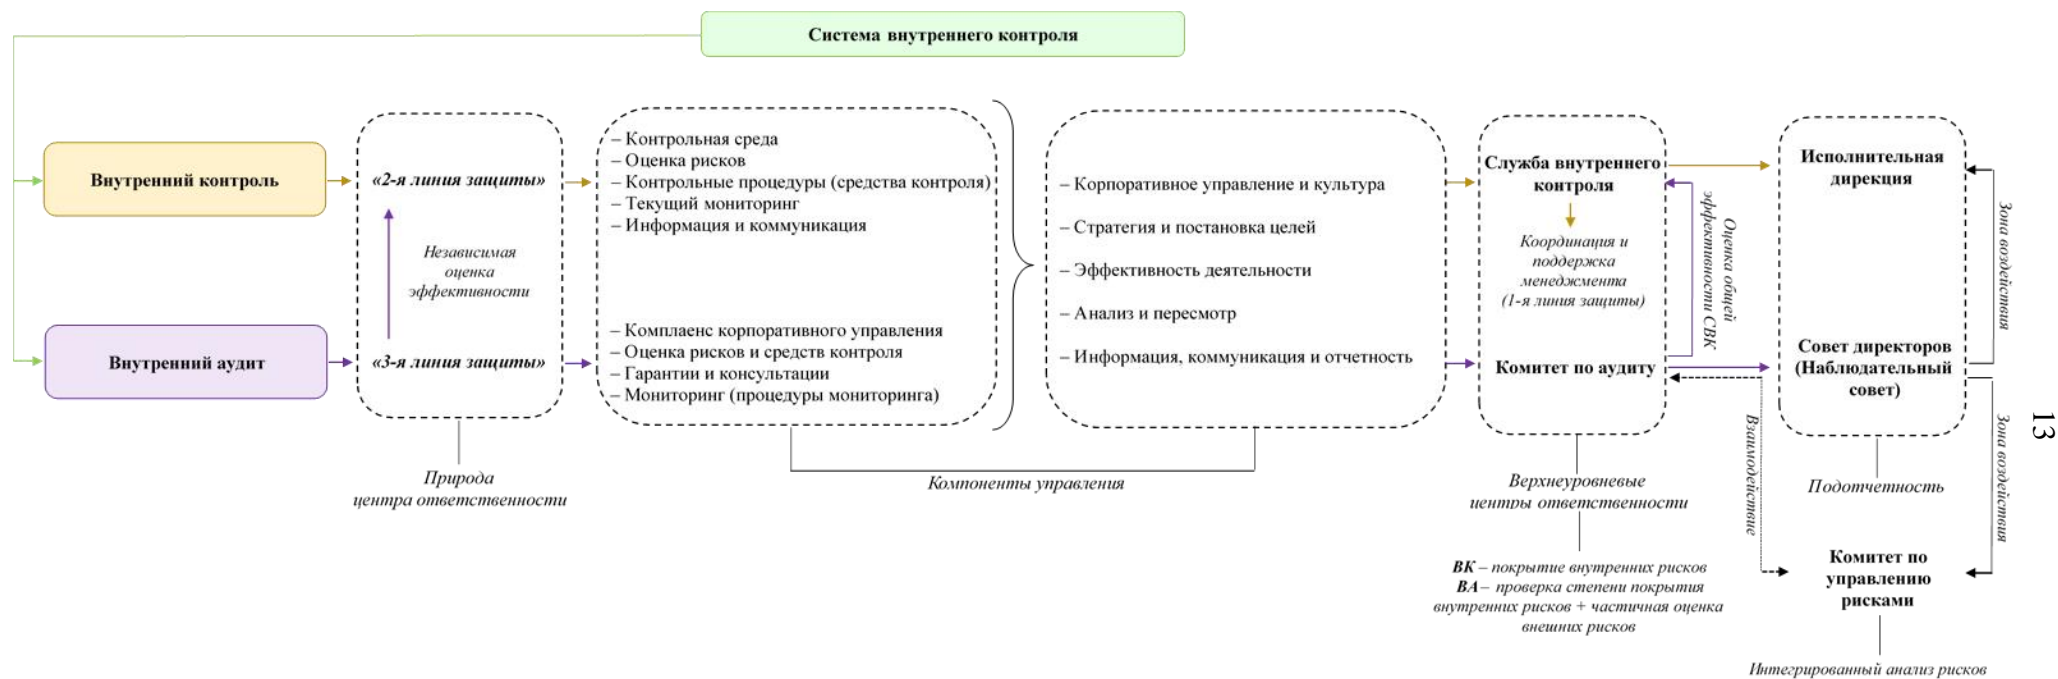 Система внутреннего контроля
Внутренний контроль
Внутренний аудит
«2-я линия защиты»
Независимая
оценка
эффективности
«3-я линия защиты»
Природа
центра ответственности
– Контрольная среда
– Оценка рисков
– Контрольные процедуры (средства контроля)
– Текущий мониторинг
– Информация и коммуникация
– Комплаенс корпоративного управления
– Оценка рисков и средств контроля
– Гарантии и консультации
– Мониторинг (процедуры мониторинга)
– Корпоративное управление и культура
– Стратегия и постановка целей
– Эффективность деятельности
– Анализ и пересмотр
– Информация, коммуникация и отчетность
Компоненты управления
Служба внутреннего
контроля
Координация и
поддержка
менеджмента
(1-я линия защиты)
Комитет по аудиту
Оценка общей
эффективности СВК
Верхнеуровневые
центры ответственности
ВК – покрытие внутренних рисков
ВА – проверка степени покрытия
внутренних рисков + частичная оценка
внешних рисков
Взаимодействие
Исполнительная
дирекция
Совет директоров
(Наблюдательный
совет)
Зона воздействия
Зона воздействия
Подотчетность
Комитет по
управлению
рисками
Интегрированный анализ рисков
13